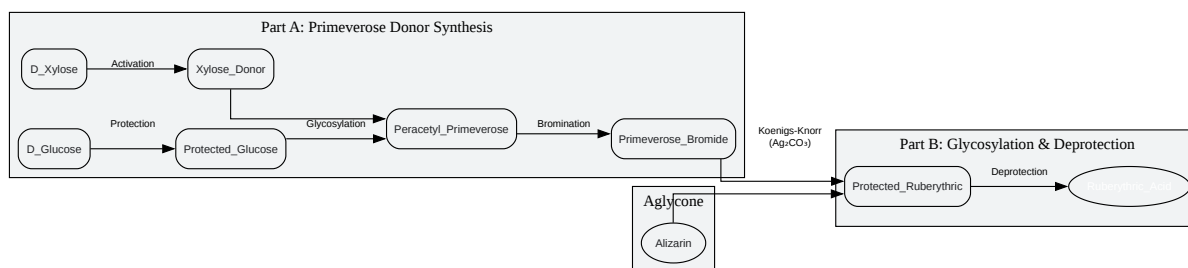 Part A: Primeverose Donor Synthesis
D_Xylose
Activation
Xylose_Donor
D_Glucose
Protection
Protected_Glucose
Glycosylation
Peracetyl_Primeverose
Bromination
Primeverose_Bromide
Koenigs-Knorr
(Ag₂CO₃)
Part B: Glycosylation & Deprotection
Protected_Ruberythric
Deprotection
Ruberythric_Acid
Aglycone
Alizarin